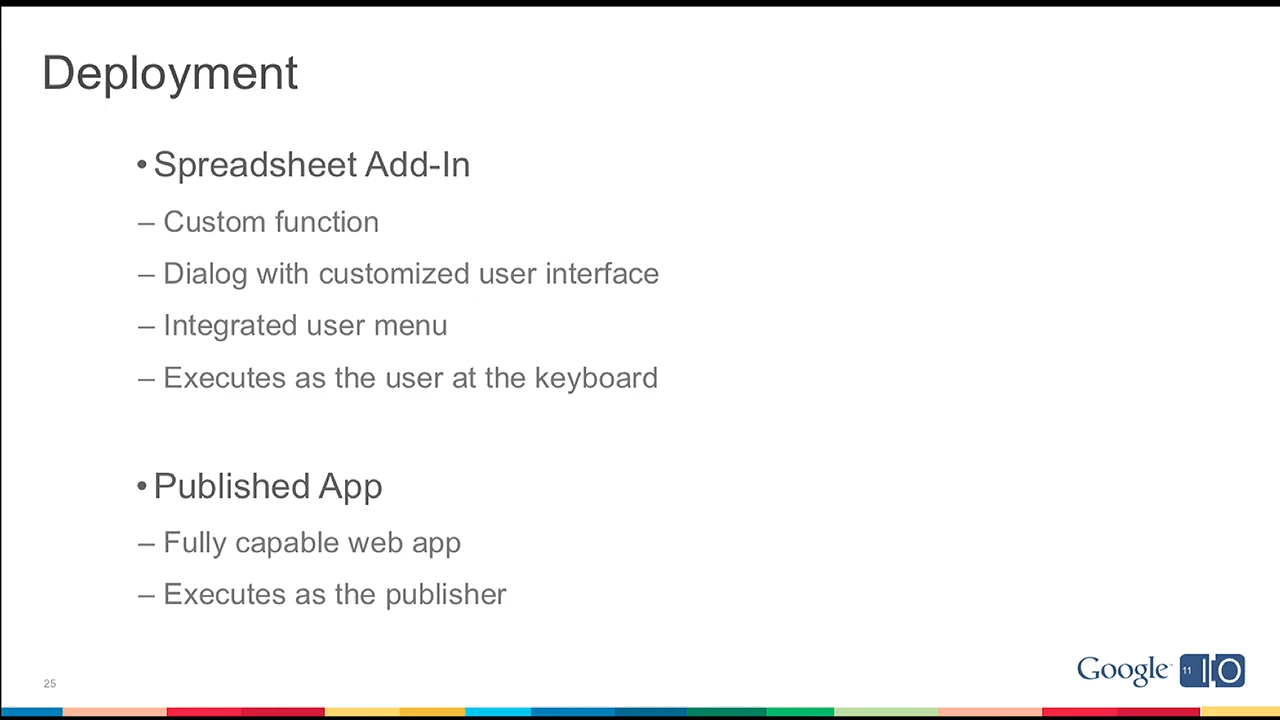 Deployment
• Spreadsheet Add-In
– Custom function
– Dialog with customized user interface
– Integrated user menu
– Executes as the user at the keyboard
• Published App
– Fully capable web app
– Executes as the publisher
25
Google 11 IO